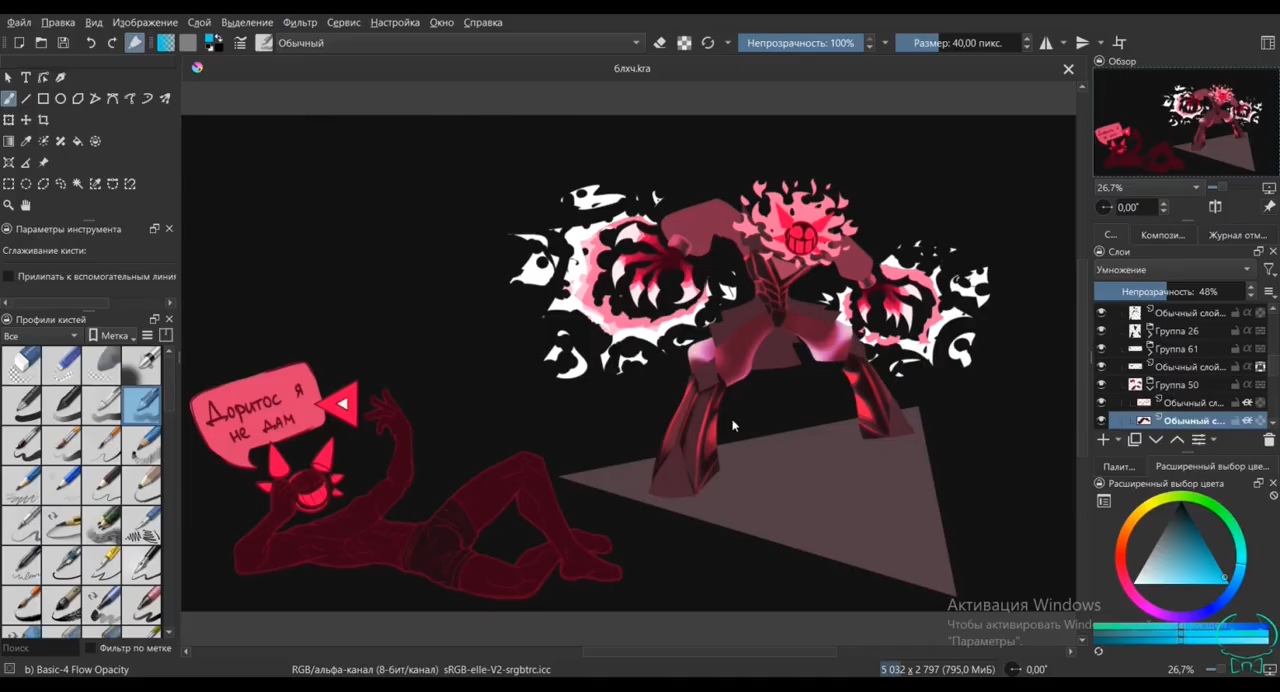 Файл Правка Вид Изображение Слой Выделение Фильтр Сервис Настройка Окно Справка
Обычный
Непрозрачность: 100%
Размер: 40,00 пикс.
блхч.kra
Обзор
26,7%
0,00°
Параметры инструмента
Сглаживание кисти:
Прилипать к вспомогательным линия
Профили кистей
Все
Метка
Поиск
Фильтр по метке
С...
Компози...
Журнал отм...
Слои
Умножение
Непрозрачность: 48%
Обычный слой...
Группа 26
Группа 61
Обычный слой...
Группа 50
Обычный сл...
Обычный с...
Палит...
Расширенный выбор цве...
Расширенный выбор цвета
Доритос я
не дам
Активация Windows
Чтобы активировать Wind
"Параметры".
b) Basic-4 Flow Opacity
RGB/альфа-канал (8-бит/канал) sRGB-elle-V2-srgbtrc.icc
5 032 x 2 797 (795,0 МиБ)
0,00°
26,7%